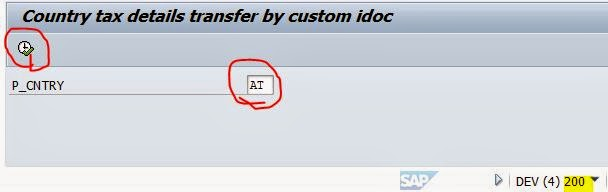 Country tax details transfer by custom idoc
P_CNTRY AT
SAP DEV (4) 200